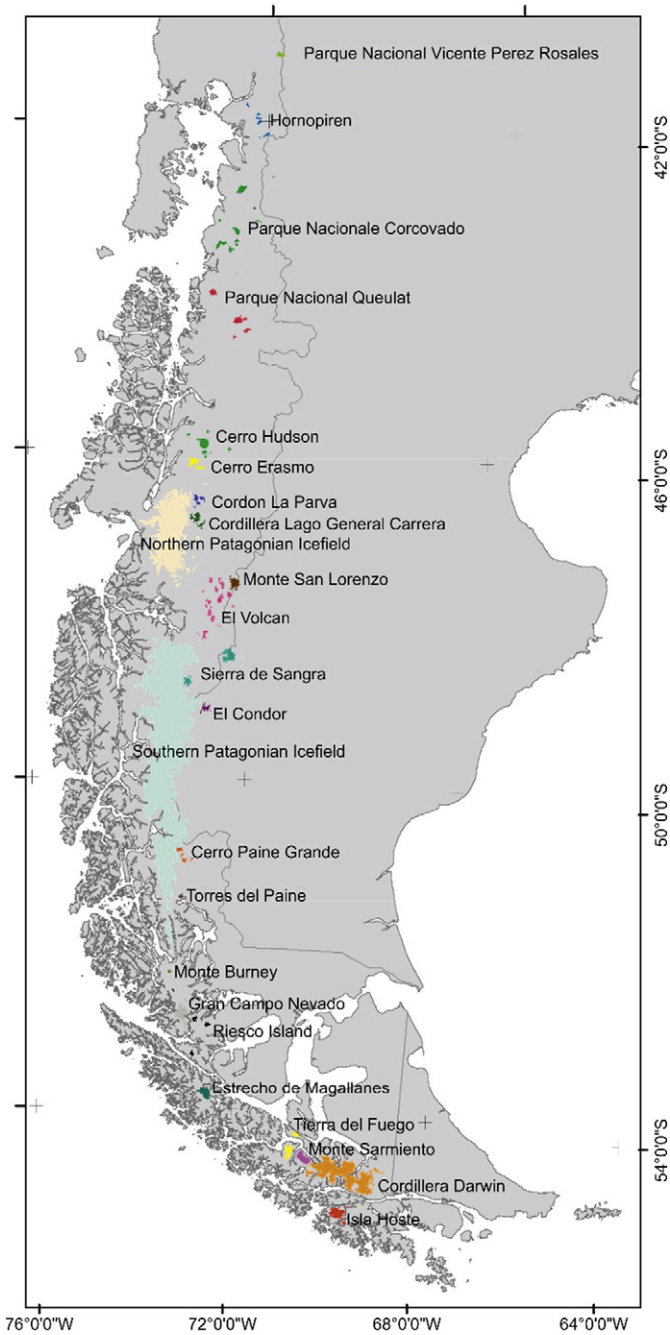 Parque Nacional Vicente Perez Rosales
Hornopiren
42°0'0"S
Parque Nacionale Corcovado
Parque Nacional Queulat
Cerro Hudson
Cerro Erasmo
46°0'0"S
Cordon La Parva
Cordillera Lago General Carrera
Northern Patagonian Icefield
Monte San Lorenzo
El Volcan
Sierra de Sangra
El Condor
Southern Patagonian Icefield
50°0'0"S
Cerro Paine Grande
Torres del Paine
Monte Burney
Gran Campo Nevado
Riesco Island
Estrecho de Magallanes
Tierra del Fuego
Monte Sarmiento
54°0'0"S
Cordillera Darwin
Isla Hoste
76°0'0"W 72°0'0"W 68°0'0"W 64°0'0"W